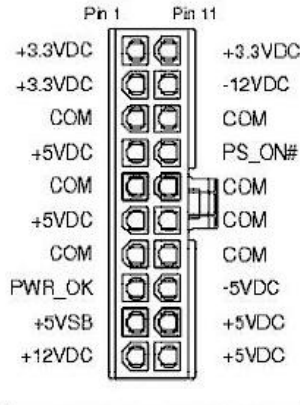 Pin 1 Pin 11
+3.3VDC +3.3VDC
+3.3VDC -12VDC
COM COM
+5VDC PS_ON#
COM COM
+5VDC COM
COM COM
PWR_OK -5VDC
+5VSB +5VDC
+12VDC +5VDC